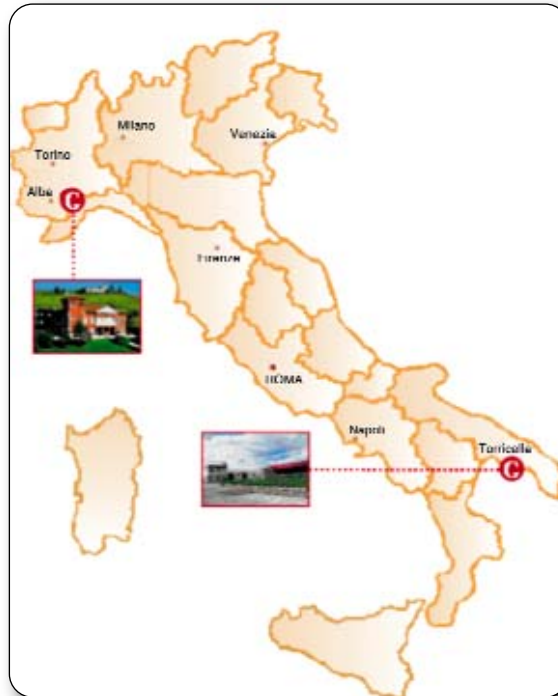 Milano
Venezia
Torino
Alba
C
Firenze
ROMA
Napoli
Torricella
C